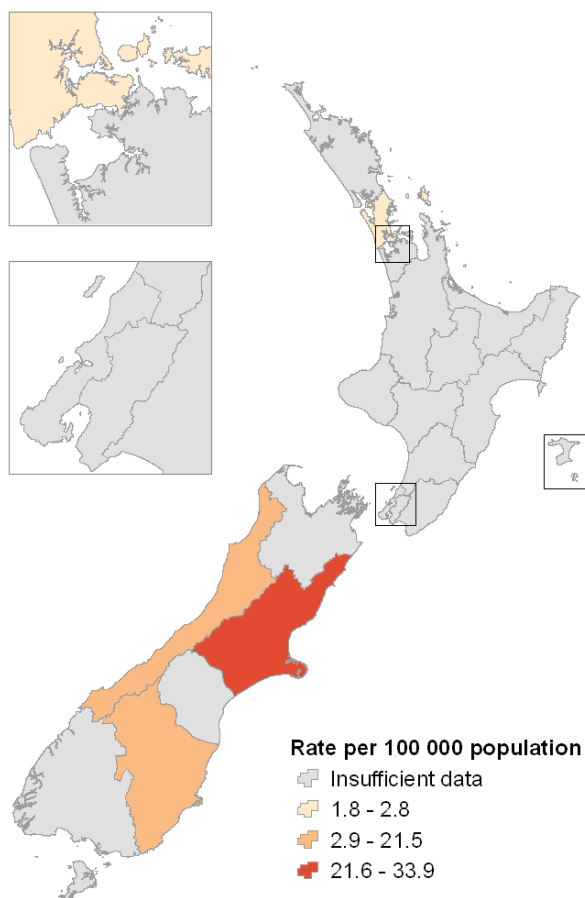 Rate per 100 000 population
Insufficient data
1.8 - 2.8
2.9 - 21.5
21.6 - 33.9